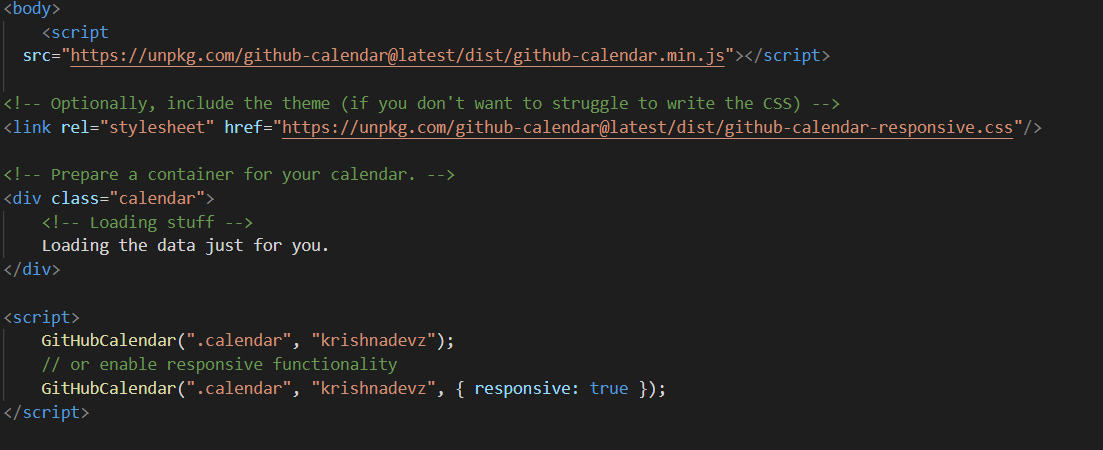 <body>
<script
src="https://unpkg.com/github-calendar@latest/dist/github-calendar.min.js"></script>
<!-- Optionally, include the theme (if you don't want to struggle to write the CSS) -->
<link rel="stylesheet" href="https://unpkg.com/github-calendar@latest/dist/github-calendar-responsive.css"/>
<!-- Prepare a container for your calendar. -->
<div class="calendar">
<!-- Loading stuff -->
Loading the data just for you.
</div>
<script>
GitHubCalendar(".calendar", "krishnadevz");
// or enable responsive functionality
GitHubCalendar(".calendar", "krishnadevz", { responsive: true });
</script>